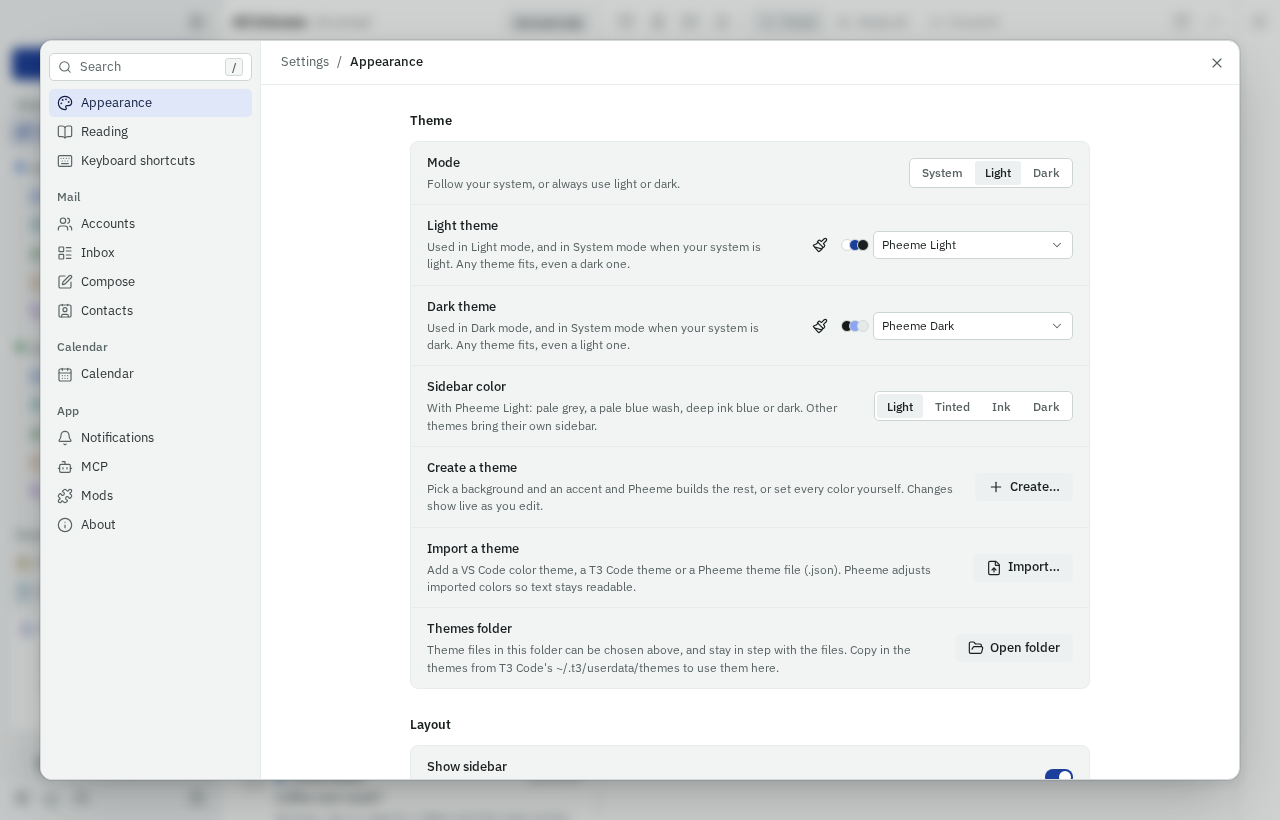 Search /
Settings / Appearance
Appearance
Reading
Keyboard shortcuts
Mail
Accounts
Inbox
Compose
Contacts
Calendar
Calendar
App
Notifications
MCP
Mods
About
Theme
Mode
Follow your system, or always use light or dark.
System Light Dark
Light theme
Used in Light mode, and in System mode when your system is
light. Any theme fits, even a dark one.
Pheeme Light
Dark theme
Used in Dark mode, and in System mode when your system is
dark. Any theme fits, even a light one.
Pheeme Dark
Sidebar color
With Pheeme Light: pale grey, a pale blue wash, deep ink blue or dark. Other
themes bring their own sidebar.
Light Tinted Ink Dark
Create a theme
Pick a background and an accent and Pheeme builds the rest, or set every color yourself. Changes
show live as you edit.
Create...
Import a theme
Add a VS Code color theme, a T3 Code theme or a Pheeme theme file (.json). Pheeme adjusts
imported colors so text stays readable.
Import...
Themes folder
Theme files in this folder can be chosen above, and stay in step with the files. Copy in the
themes from T3 Code's ~/.t3/userdata/themes to use them here.
Open folder
Layout
Show sidebar